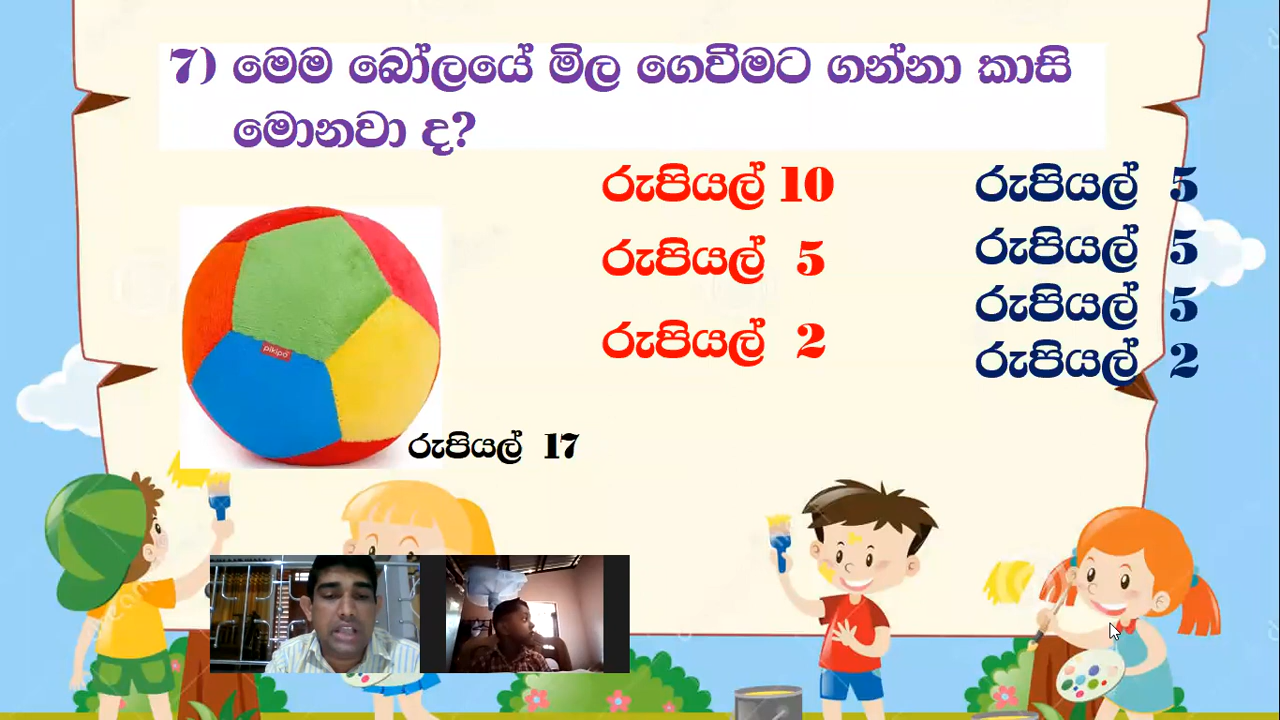 7) මෙම බෝලයේ මිල ගෙවීමට ගන්නා කාසි
මොනවා ද?
රුපියල් 10
රුපියල් 5
රුපියල් 2
රුපියල් 5
රුපියල් 5
රුපියල් 5
රුපියල් 2
pikipo
රුපියල් 17